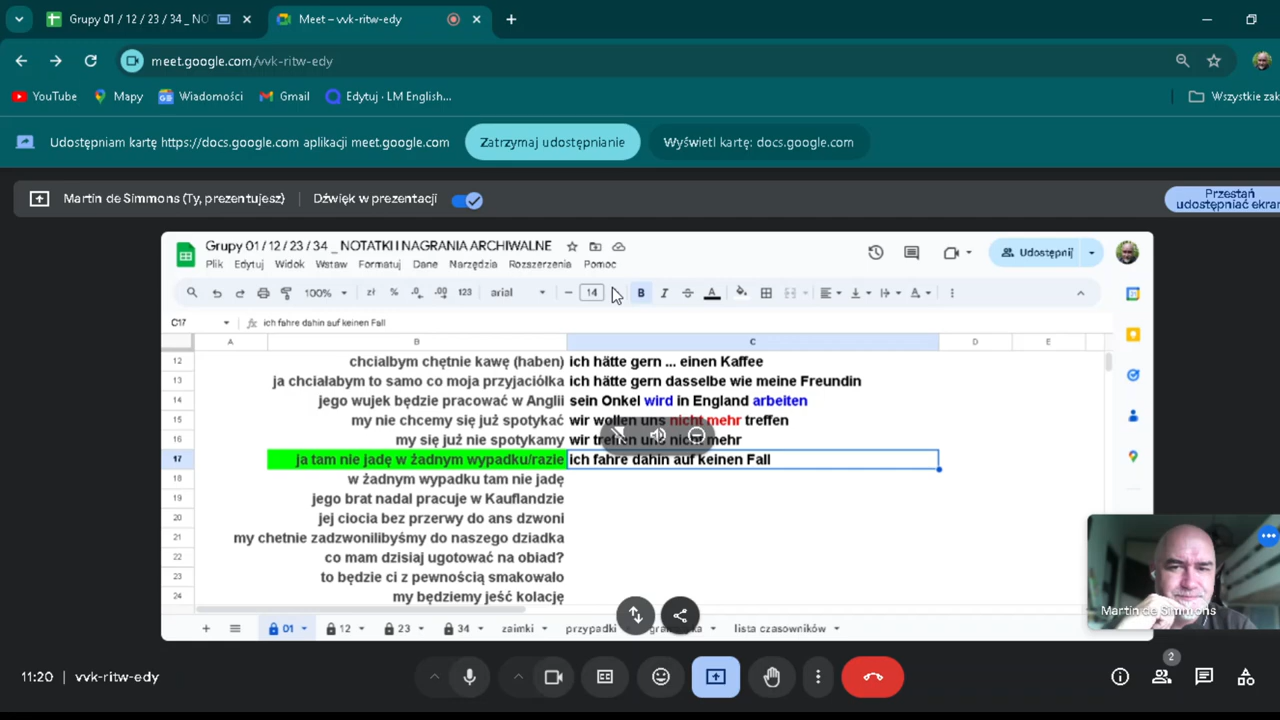 Grupy 01 / 12 / 23 / 34 _ NO
Meet – vvk-ritw-edy
meet.google.com/vvk-ritw-edy
YouTube
Mapy
Wiadomości
Gmail
Edytuj · LM English...
Wszystkie zak
Udostępniam kartę https://docs.google.com aplikacji meet.google.com
Zatrzymaj udostępnianie
Wyświetl kartę: docs.google.com
Martin de Simmons (Ty, prezentujesz)
Dźwięk w prezentacji
Przestań
udostępniać ekran
Grupy 01 / 12 / 23 / 34 _ NOTATKI I NAGRANIA ARCHIWALNE
Udostępnij
Plik Edytuj Widok Wstaw Formatuj Dane Narzędzia Rozszerzenia Pomoc
100% zł % .0 .00 123 arial 14 B I A
C17 fx ich fahre dahin auf keinen Fall
A B C D E
12 chcialbym chętnie kawę (haben) ich hätte gern ... einen Kaffee
13 ja chciałabym to samo co moja przyjaciółka ich hätte gern dasselbe wie meine Freundin
14 jego wujek będzie pracować w Anglii sein Onkel wird in England arbeiten
15 my nie chcemy się już spotykać wir wollen uns nicht mehr treffen
16 my się już nie spotykamy wir treffen uns nicht mehr
17 ja tam nie jadę w żadnym wypadku/razie ich fahre dahin auf keinen Fall
18 w żadnym wypadku tam nie jadę
19 jego brat nadal pracuje w Kauflandzie
20 jej ciocia bez przerwy do ans dzwoni
21 my chetnie zadzwonilibyśmy do naszego dziadka
22 co mam dzisiaj ugotować na obiad?
23 to będzie ci z pewnością smakowało
24 my będziemy jeść kolację
01 12 23 34 zaimki przypadki lista czasowników
Martin de Simmons
11:20 vvk-ritw-edy
2